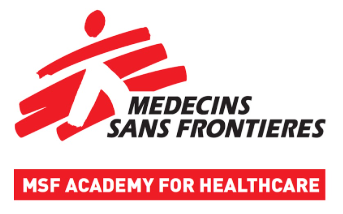 MEDECINS
SANS FRONTIERES
MSF ACADEMY FOR HEALTHCARE